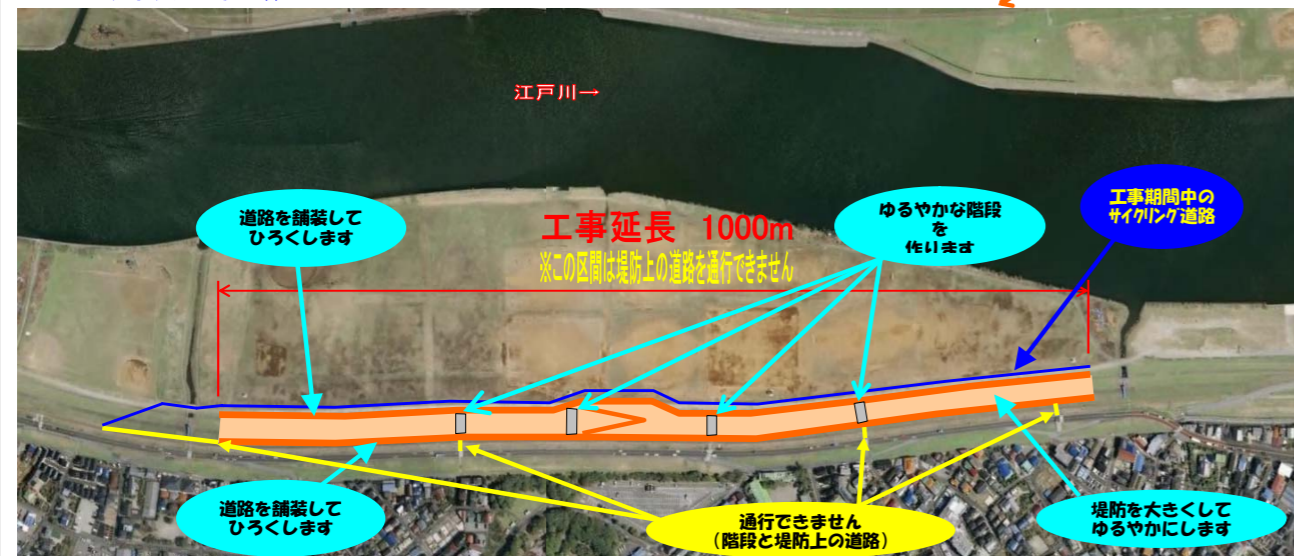 江戸川→
工事期間中の
サイクリング道路
道路を舗装して
ひろくします
ゆるやかな階段
を
作ります
工事延長 1000m
※この区間は堤防上の道路を通行できません
道路を舗装して
ひろくします
通行できません
(階段と堤防上の道路)
堤防を大きくして
ゆるやかにします